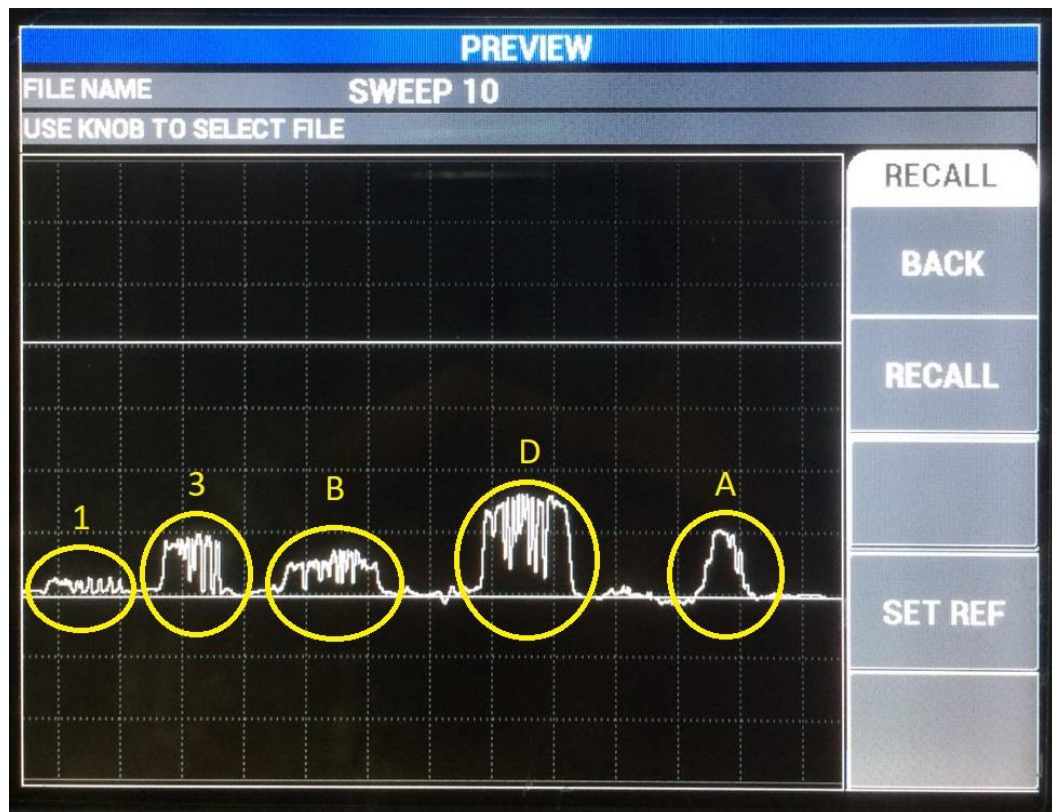 PREVIEW
FILE NAME SWEEP 10
USE KNOB TO SELECT FILE
RECALL
BACK
RECALL
SET REF
1
3
B
D
A